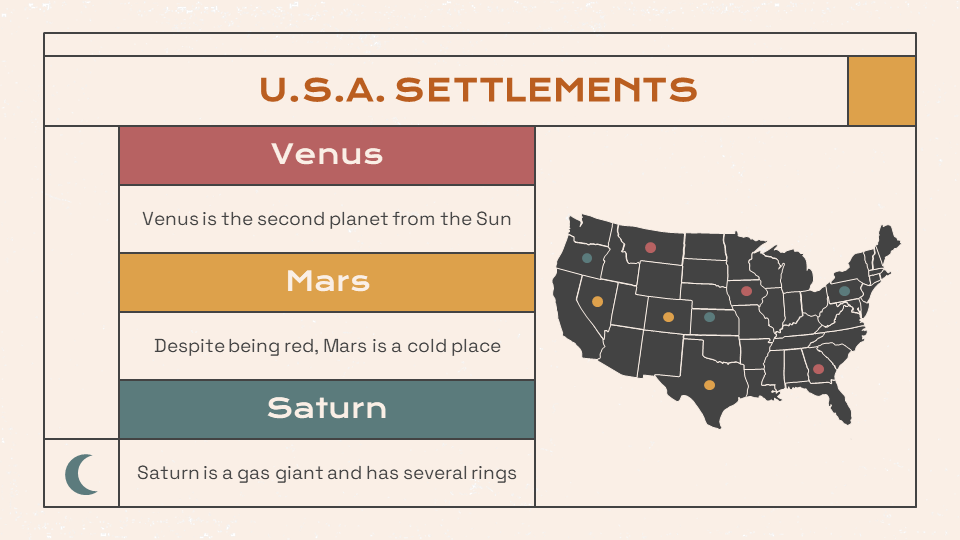 U.S.A. SETTLEMENTS
Venus
Venus is the second planet from the Sun
Mars
Despite being red, Mars is a cold place
Saturn
Saturn is a gas giant and has several rings